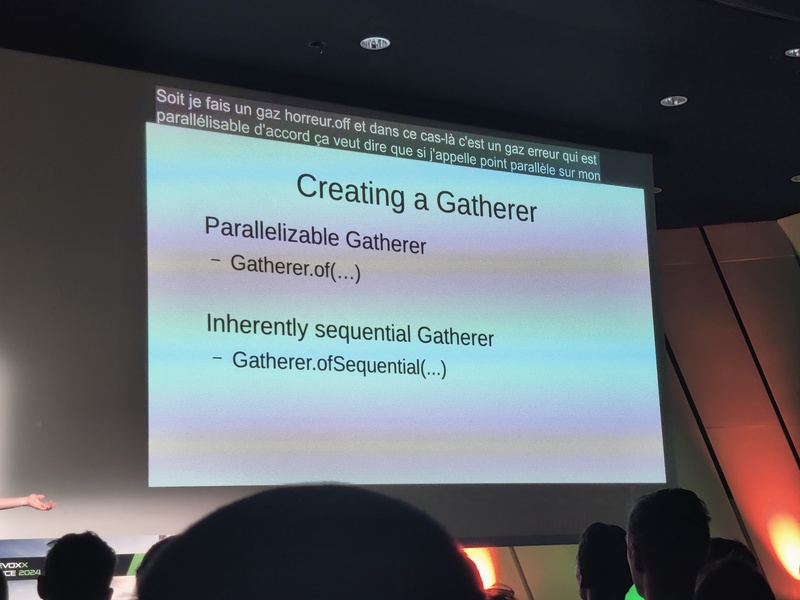 Soit je fais un gaz horreur.off et dans ce cas-là c'est un gaz erreur qui est
parallélisable d'accord ça veut dire que si j'appelle point parallèle sur mon
Creating a Gatherer
Parallelizable Gatherer
– Gatherer.of(…)
Inherently sequential Gatherer
– Gatherer.ofSequential(...)
EVOXX
CE 2024